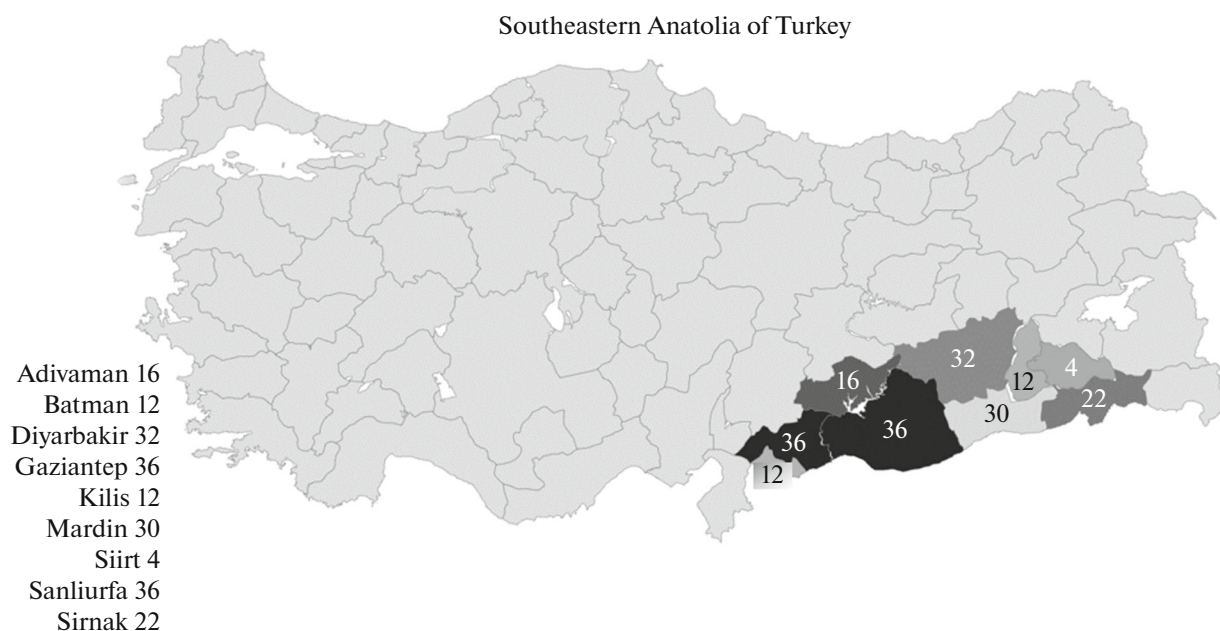 Southeastern Anatolia of Turkey
32
16
4
12
22
30
36
36
12
Adivaman 16
Batman 12
Diyarbakir 32
Gaziantep 36
Kilis 12
Mardin 30
Siirt 4
Sanliurfa 36
Sirnak 22